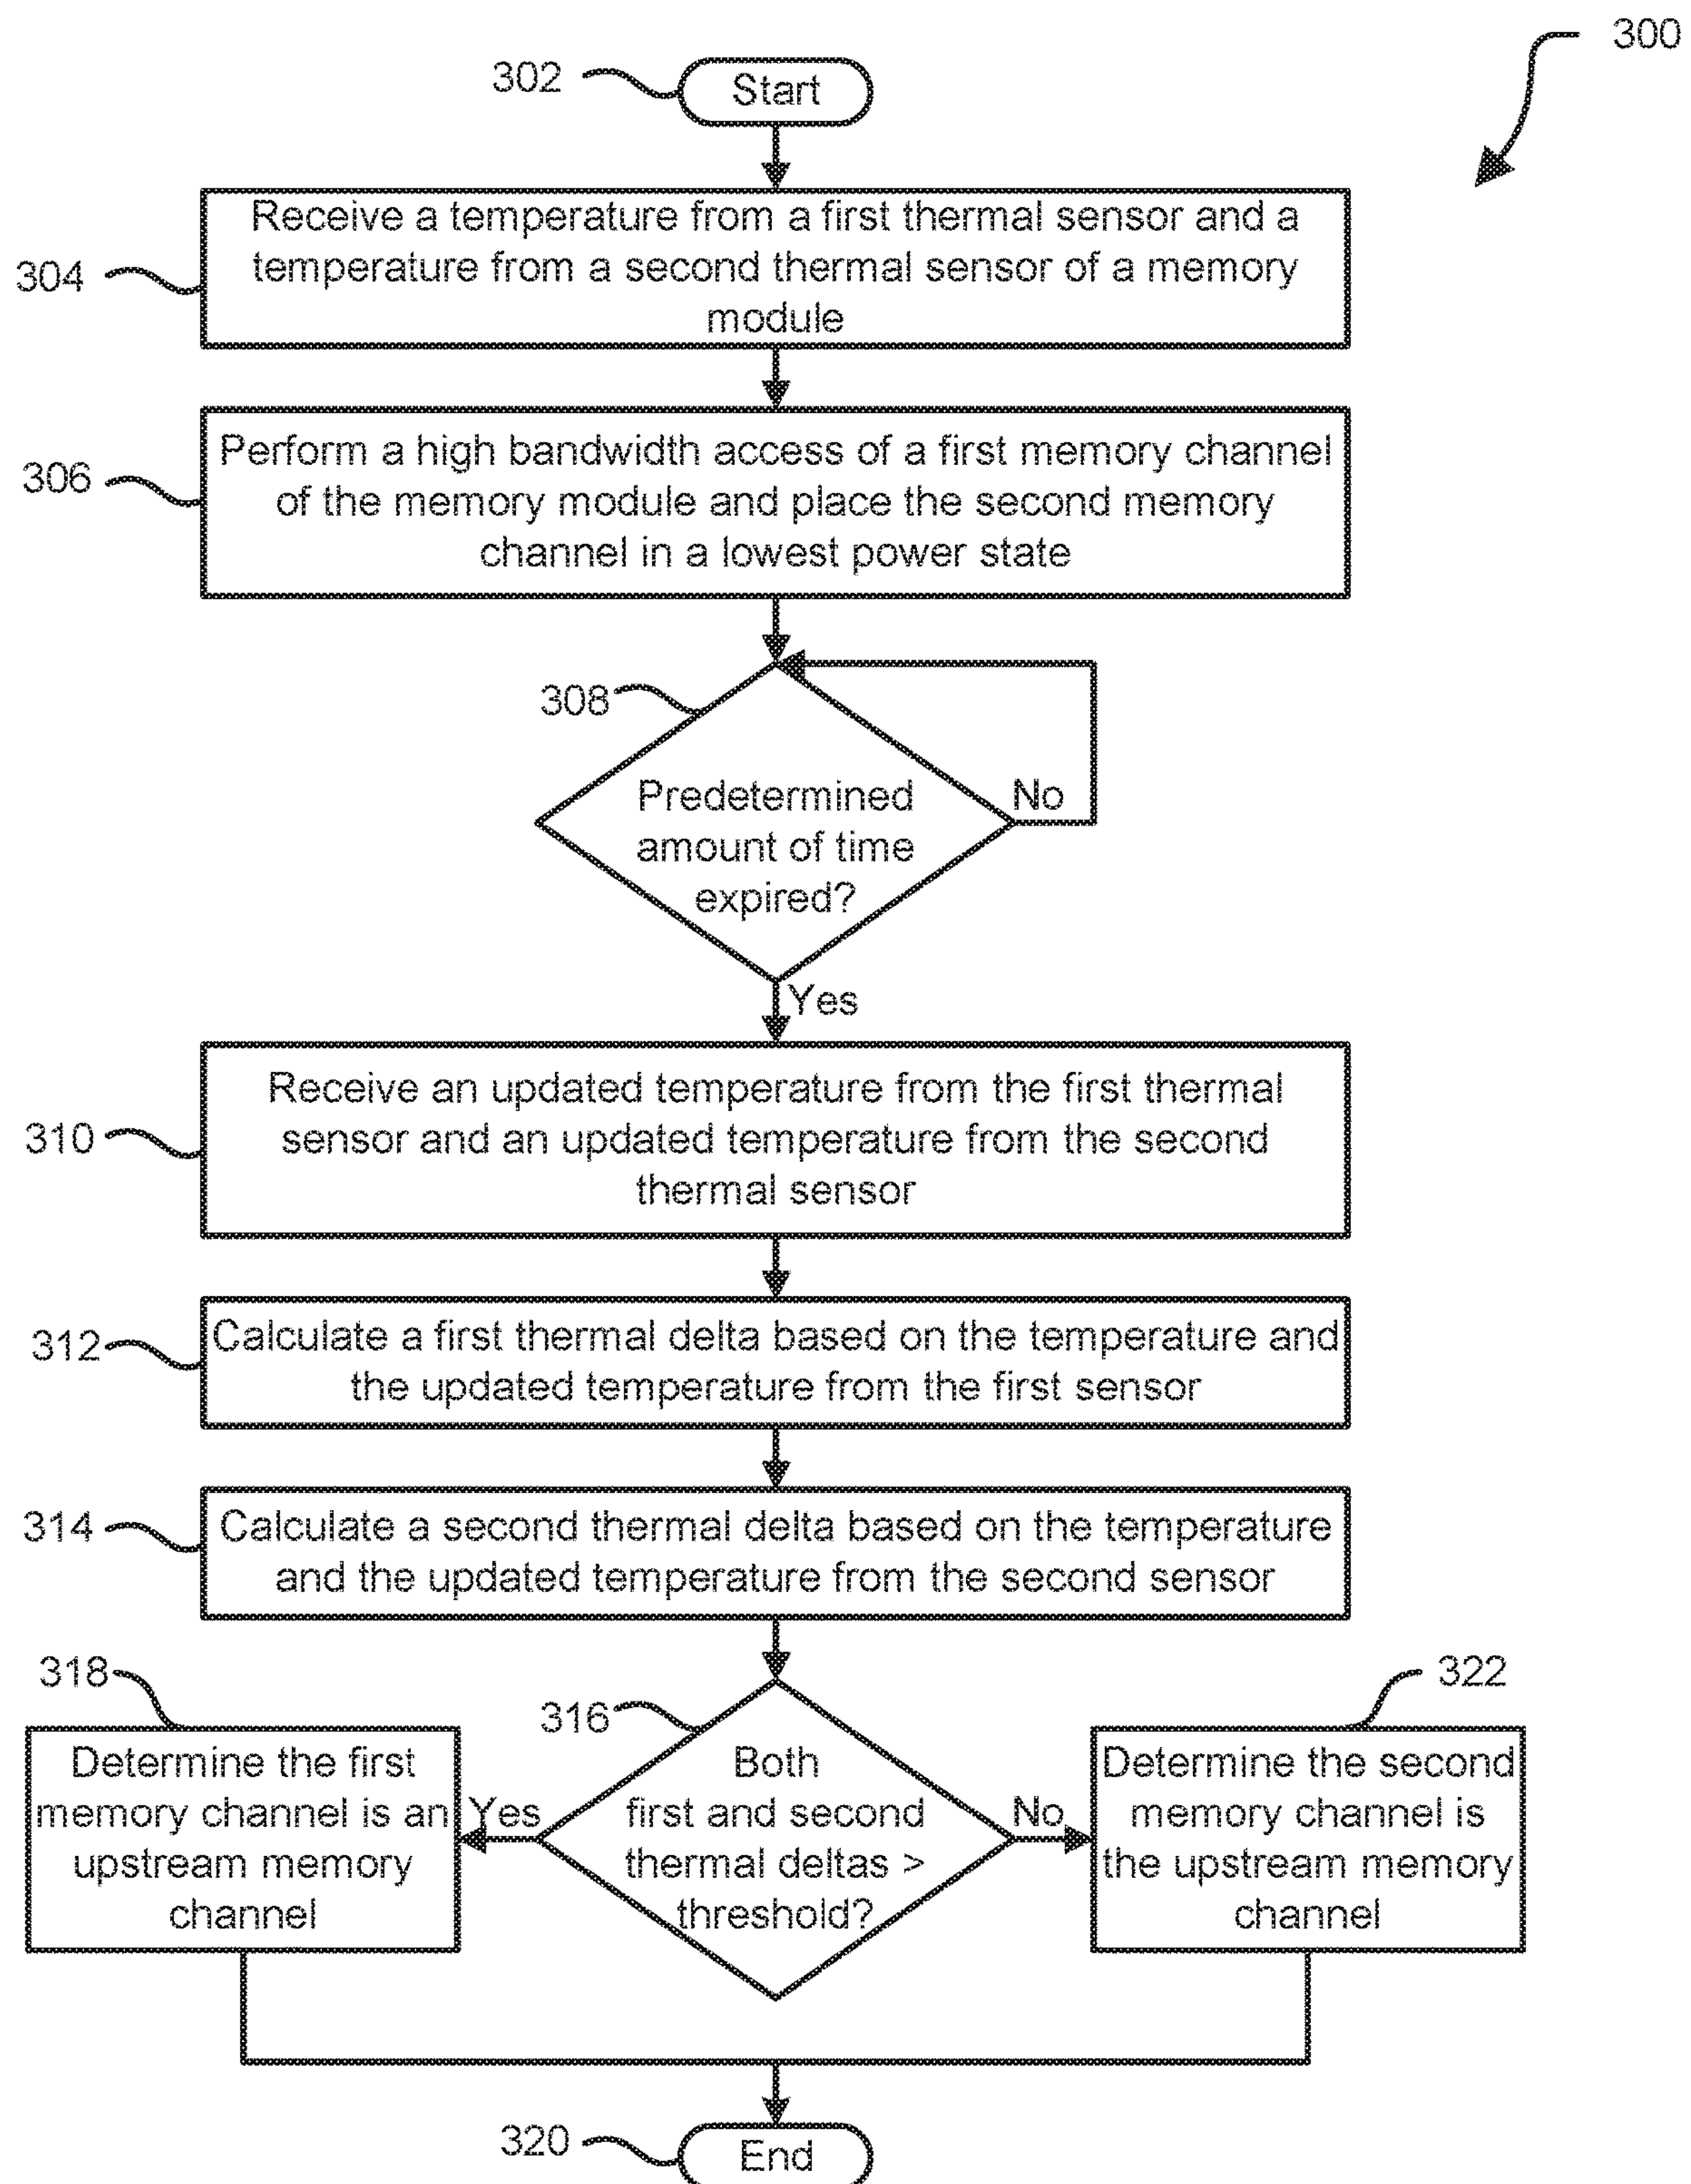 300
302
Start
304
Receive a temperature from a first thermal sensor and a
temperature from a second thermal sensor of a memory
module
306
Perform a high bandwidth access of a first memory channel
of the memory module and place the second memory
channel in a lowest power state
308
Predetermined
amount of time
expired?
No
Yes
310
Receive an updated temperature from the first thermal
sensor and an updated temperature from the second
thermal sensor
312
Calculate a first thermal delta based on the temperature and
the updated temperature from the first sensor
314
Calculate a second thermal delta based on the temperature
and the updated temperature from the second sensor
318
Determine the first
memory channel is an
upstream memory
channel
Yes
316
Both
first and second
thermal deltas >
threshold?
No
322
Determine the second
memory channel is
the upstream memory
channel
320
End